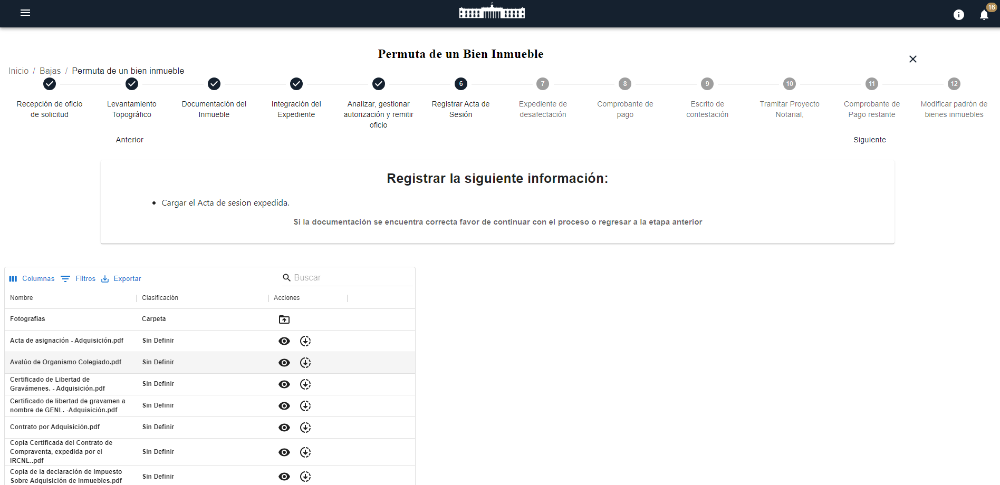 16
Permuta de un Bien Inmueble
Inicio / Bajas / Permuta de un bien inmueble
6 7 8 9 10 11 12
Recepción de oficio
de solicitud
Levantamiento
Topográfico
Documentación del
Inmueble
Integración del
Expediente
Analizar, gestionar
autorización y remitir
oficio
Registrar Acta de
Sesión
Expediente de
desafectación
Comprobante de
pago
Escrito de
contestación
Tramitar Proyecto
Notarial,
Comprobante de
Pago restante
Modificar padrón de
bienes inmuebles
Anterior
Siguiente
Registrar la siguiente información:
• Cargar el Acta de sesion expedida.
Si la documentación se encuentra correcta favor de continuar con el proceso o regresar a la etapa anterior
Columnas Filtros Exportar Buscar
Nombre Clasificación Acciones
Fotografias Carpeta
Acta de asignación - Adquisición.pdf Sin Definir
Avalúo de Organismo Colegiado.pdf Sin Definir
Certificado de Libertad de
Gravámenes. - Adquisición.pdf
Sin Definir
Certificado de libertad de gravamen a
nombre de GENL. -Adquisición.pdf
Sin Definir
Contrato por Adquisición.pdf Sin Definir
Copia Certificada del Contrato de
Compraventa, expedida por el
IRCNL..pdf
Sin Definir
Copia de la declaración de Impuesto
Sobre Adquisición de Inmuebles.pdf
Sin Definir